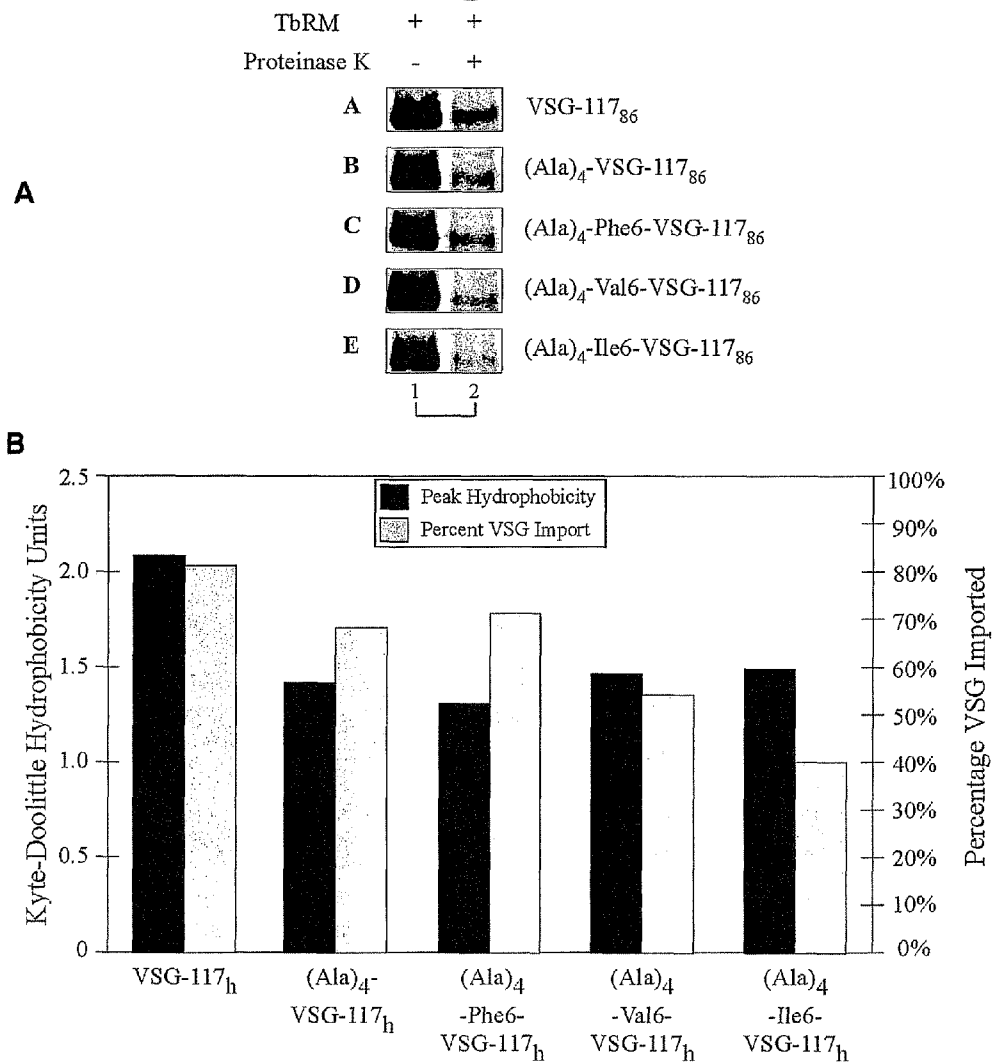 TbRM + +
Proteinase K - +
A
A VSG-117₈₆
B (Ala)₄-VSG-117₈₆
C (Ala)₄-Phe6-VSG-117₈₆
D (Ala)₄-Val6-VSG-117₈₆
E (Ala)₄-Ile6-VSG-117₈₆
1 2
B
Kyte-Doolittle Hydrophobicity Units
2.5
2.0
1.5
1.0
0.5
0
Peak Hydrophobicity
Percent VSG Import
100%
90%
80%
70%
60%
50%
40%
30%
20%
10%
0%
Percentage VSG Imported
VSG-117h
(Ala)₄-
VSG-117h
(Ala)₄
-Phe6-
VSG-117h
(Ala)₄
-Val6-
VSG-117h
(Ala)₄
-Ile6-
VSG-117h